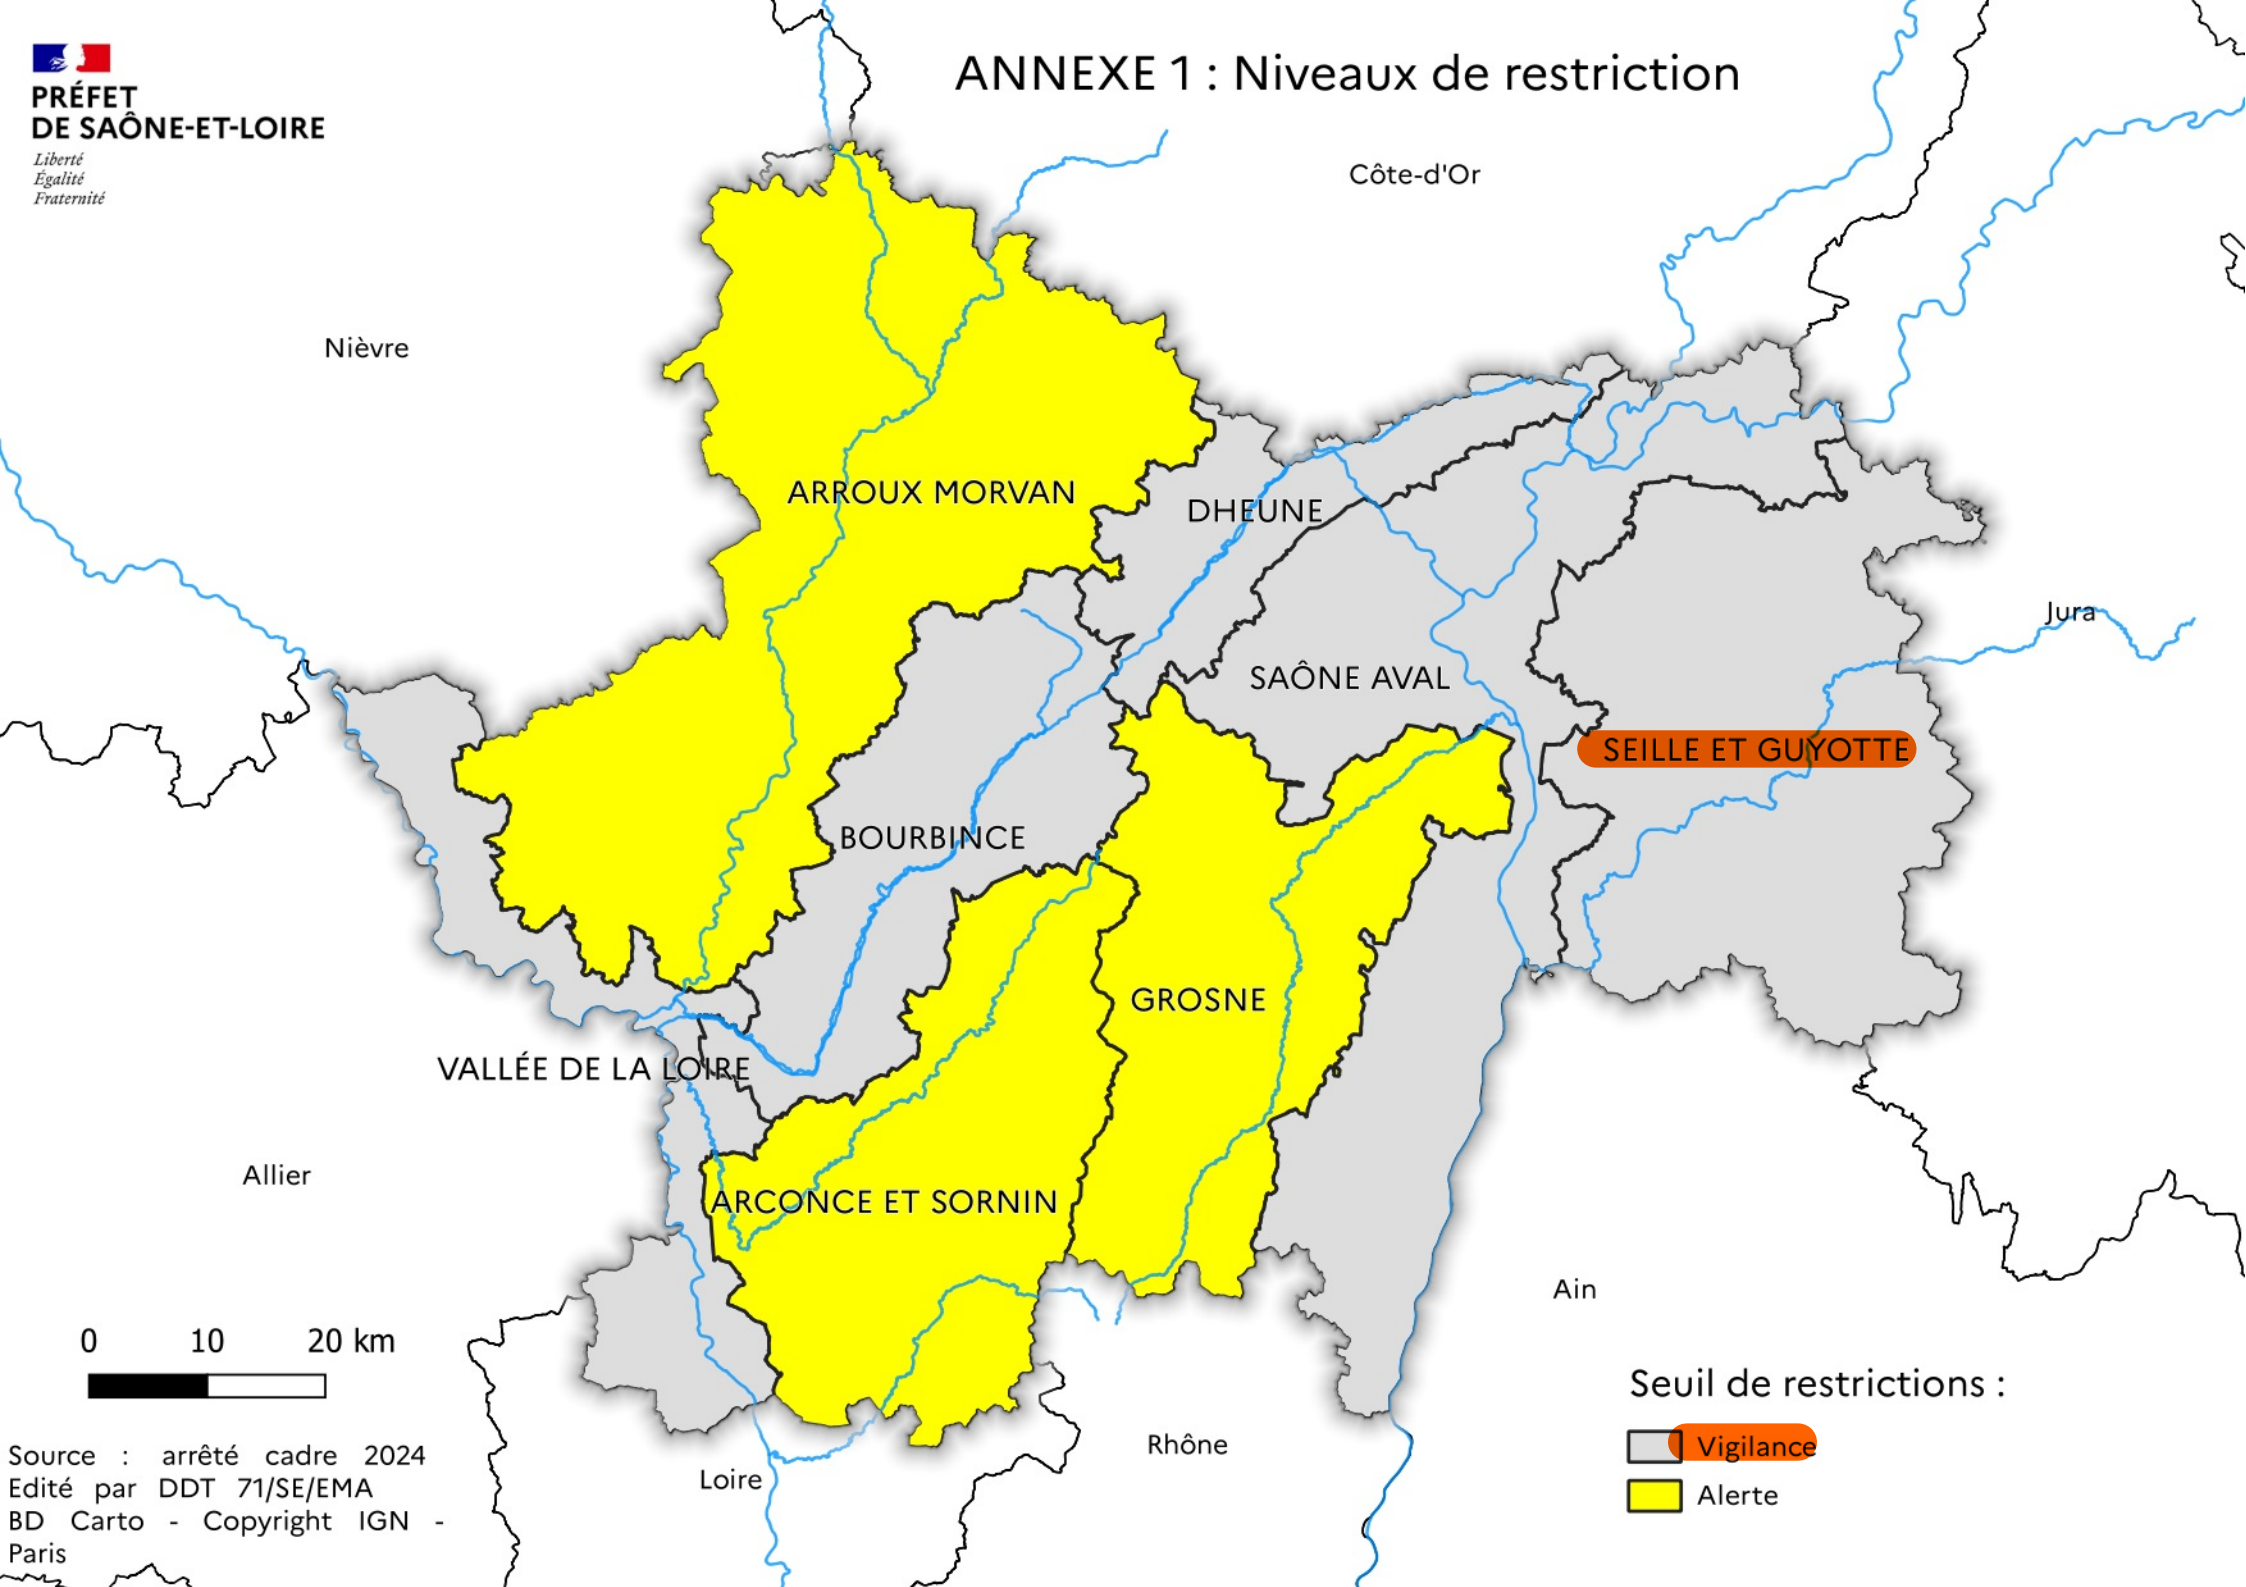 PRÉFET
DE SAÔNE-ET-LOIRE
Liberté
Égalité
Fraternité
ANNEXE 1 : Niveaux de restriction
Côte-d'Or
Nièvre
ARROUX MORVAN
DHEUNE
Jura
SAÔNE AVAL
SEILLE ET GUYOTTE
BOURBINCE
GROSNE
VALLÉE DE LA LOIRE
Allier
ARCONCE ET SORNIN
Ain
0 10 20 km
Seuil de restrictions :
Vigilance
Alerte
Rhône
Loire
Source : arrêté cadre 2024
Edité par DDT 71/SE/EMA
BD Carto - Copyright IGN -
Paris